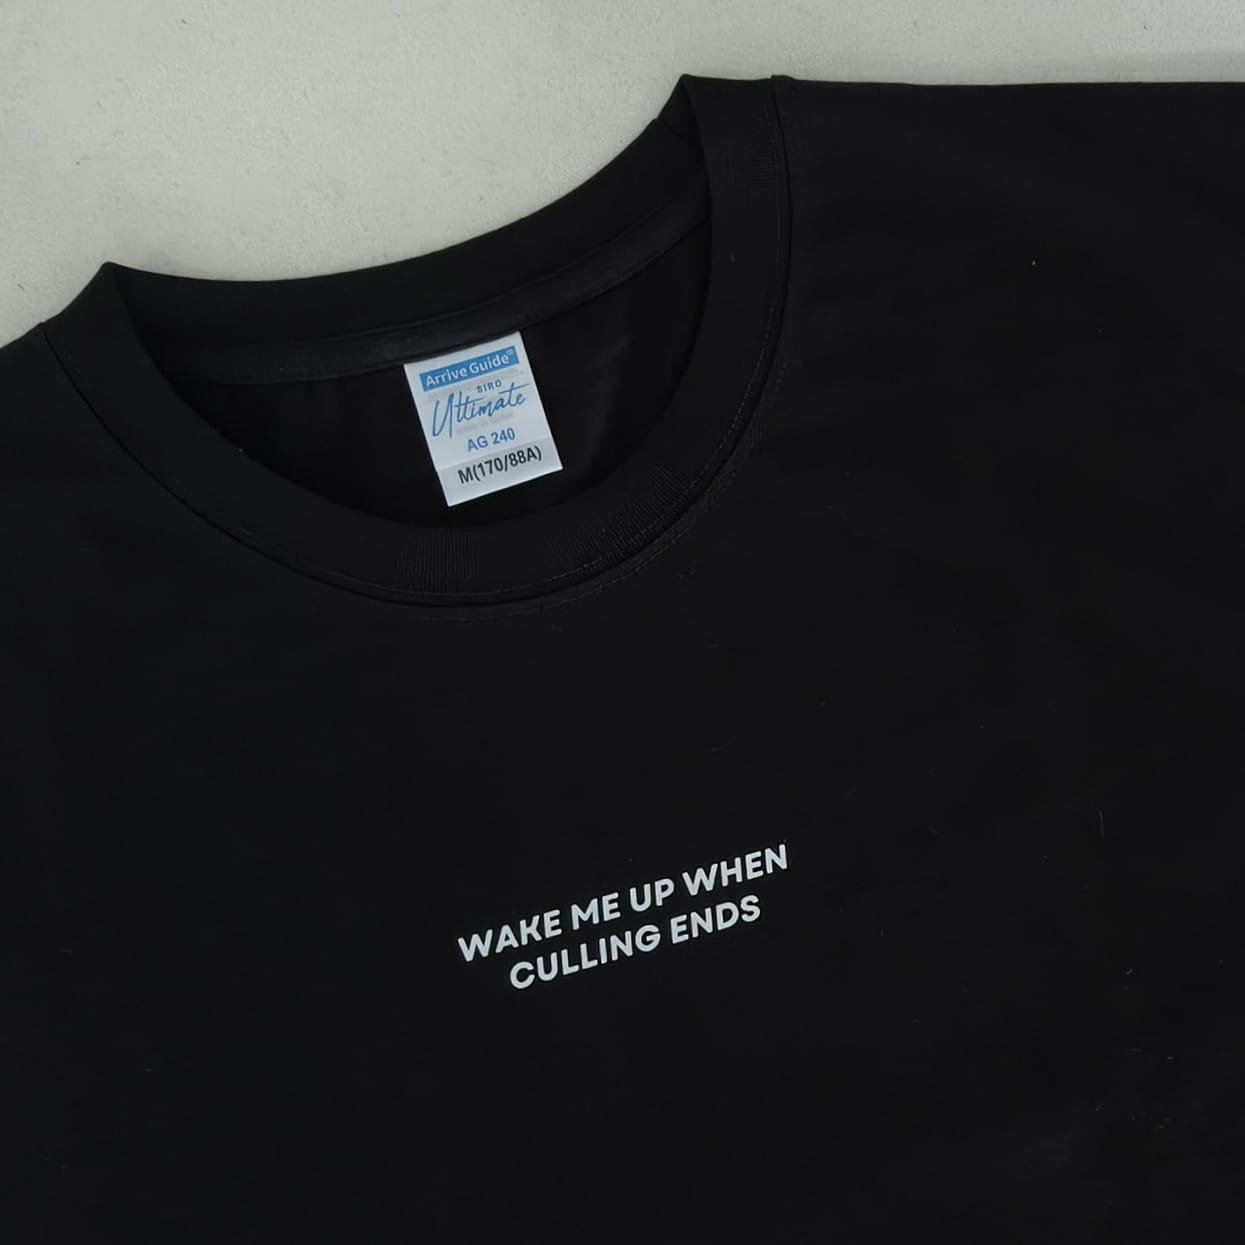 Arrive Guide®
SIRO
Ultimate
AG 240
M(170/88A)
WAKE ME UP WHEN
CULLING ENDS